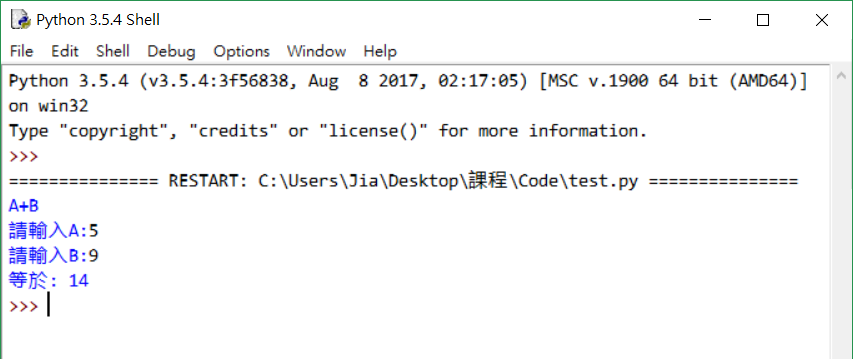 Python 3.5.4 Shell
File Edit Shell Debug Options Window Help
Python 3.5.4 (v3.5.4:3f56838, Aug  8 2017, 02:17:05) [MSC v.1900 64 bit (AMD64)]
on win32
Type "copyright", "credits" or "license()" for more information.
>>>
=============== RESTART: C:\Users\Jia\Desktop\課程\Code\test.py ===============
A+B
請輸入A:5
請輸入B:9
等於: 14
>>>